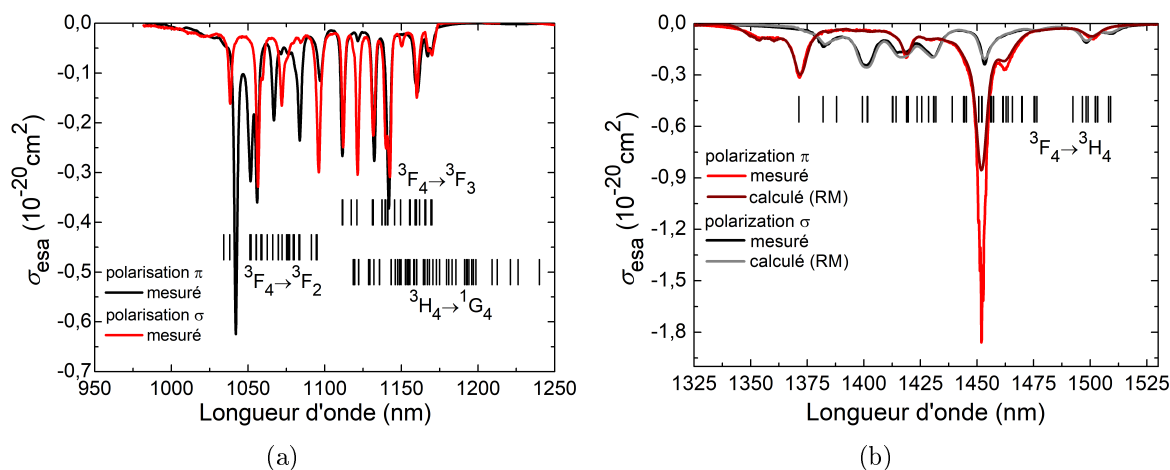 0,0
-0,1
-0,2
-0,3
-0,4
-0,5
-0,6
-0,7
σesa (10⁻²⁰cm²)
³F₄→³F₃
³F₄→³F₂
³H₄→¹G₄
polarisation π
mesuré
polarisation σ
mesuré
950 1000 1050 1100 1150 1200 1250
Longueur d'onde (nm)
(a)
0,0
-0,3
-0,6
-0,9
-1,2
-1,5
-1,8
σesa (10⁻²⁰cm²)
³F₄→³H₄
polarization π
mesuré
calculé (RM)
polarization σ
mesuré
calculé (RM)
1325 1350 1375 1400 1425 1450 1475 1500 1525
Longueur d'onde (nm)
(b)